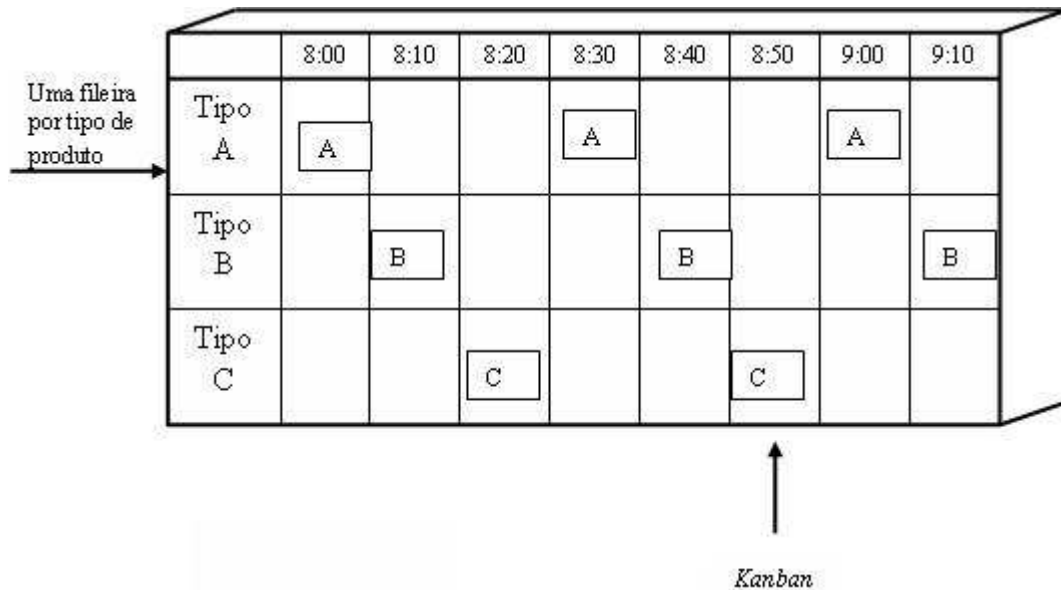 8:00 8:10 8:20 8:30 8:40 8:50 9:00 9:10
Uma fileira
por tipo de
produto
Tipo
A
A A A
Tipo
B
B B B
Tipo
C
C C
Kanban